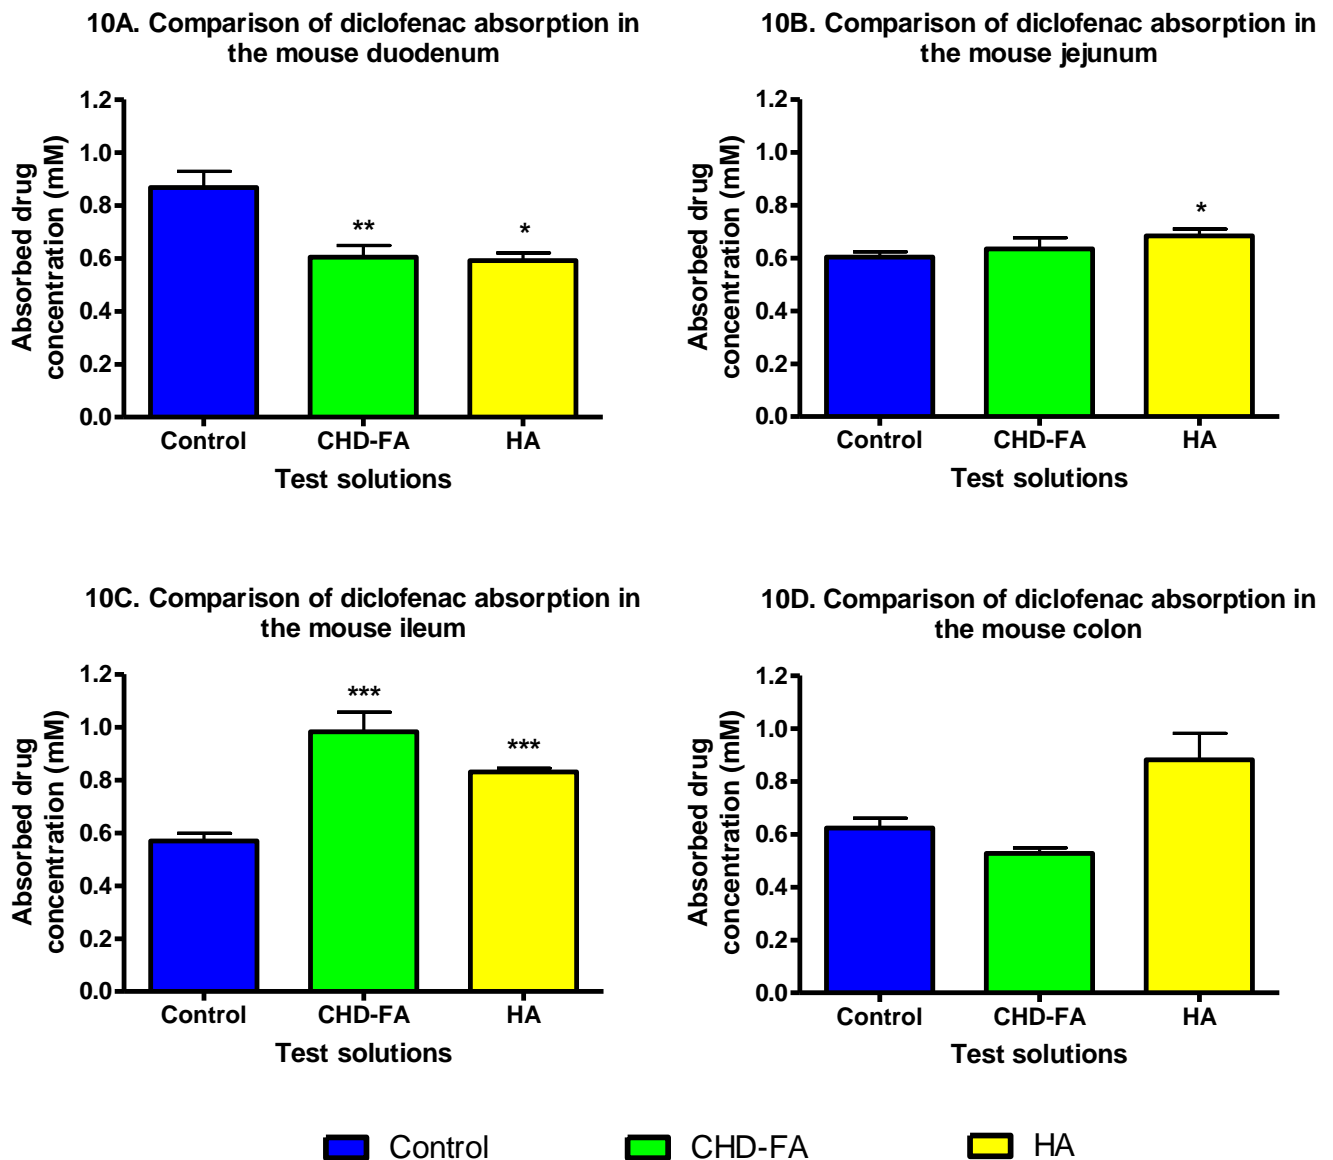 10A. Comparison of diclofenac absorption in
the mouse duodenum
Absorbed drug
concentration (mM)
1.2
1.0
0.8
0.6
0.4
0.2
0.0
**
*
Control CHD-FA HA
Test solutions
10B. Comparison of diclofenac absorption in
the mouse jejunum
Absorbed drug
concentration (mM)
1.2
1.0
0.8
0.6
0.4
0.2
0.0
*
Control CHD-FA HA
Test solutions
10C. Comparison of diclofenac absorption in
the mouse ileum
Absorbed drug
concentration (mM)
1.2
1.0
0.8
0.6
0.4
0.2
0.0
***
***
Control CHD-FA HA
Test solutions
10D. Comparison of diclofenac absorption in
the mouse colon
Absorbed drug
concentration (mM)
1.2
1.0
0.8
0.6
0.4
0.2
0.0
Control CHD-FA HA
Test solutions
Control CHD-FA HA